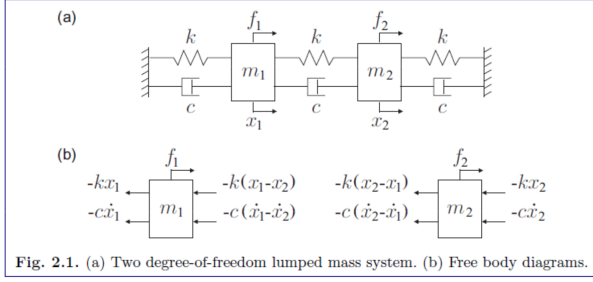 (a)
f₁ f₂
k k k
m₁ m₂
c c c
x₁ x₂
(b)
f₁ f₂
-kx₁ -k(x₁-x₂) -k(x₂-x₁) -kx₂
m₁ m₂
-cẋ₁ -c(ẋ₁-ẋ₂) -c(ẋ₂-ẋ₁) -cẋ₂
Fig. 2.1. (a) Two degree-of-freedom lumped mass system. (b) Free body diagrams.